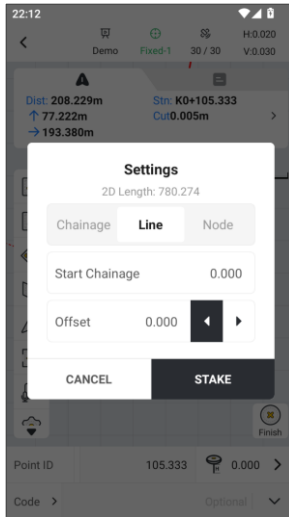 22:12
Demo
Fixed-1
30 / 30
H:0.020
V:0.030
Dist: 208.229m
↑ 77.222m
→ 193.380m
Stn: K0+105.333
Cut0.005m
Settings
2D Length: 780.274
Chainage Line Node
Start Chainage 0.000
Offset 0.000
CANCEL STAKE
Finish
Point ID 105.333 0.000
Code Optional